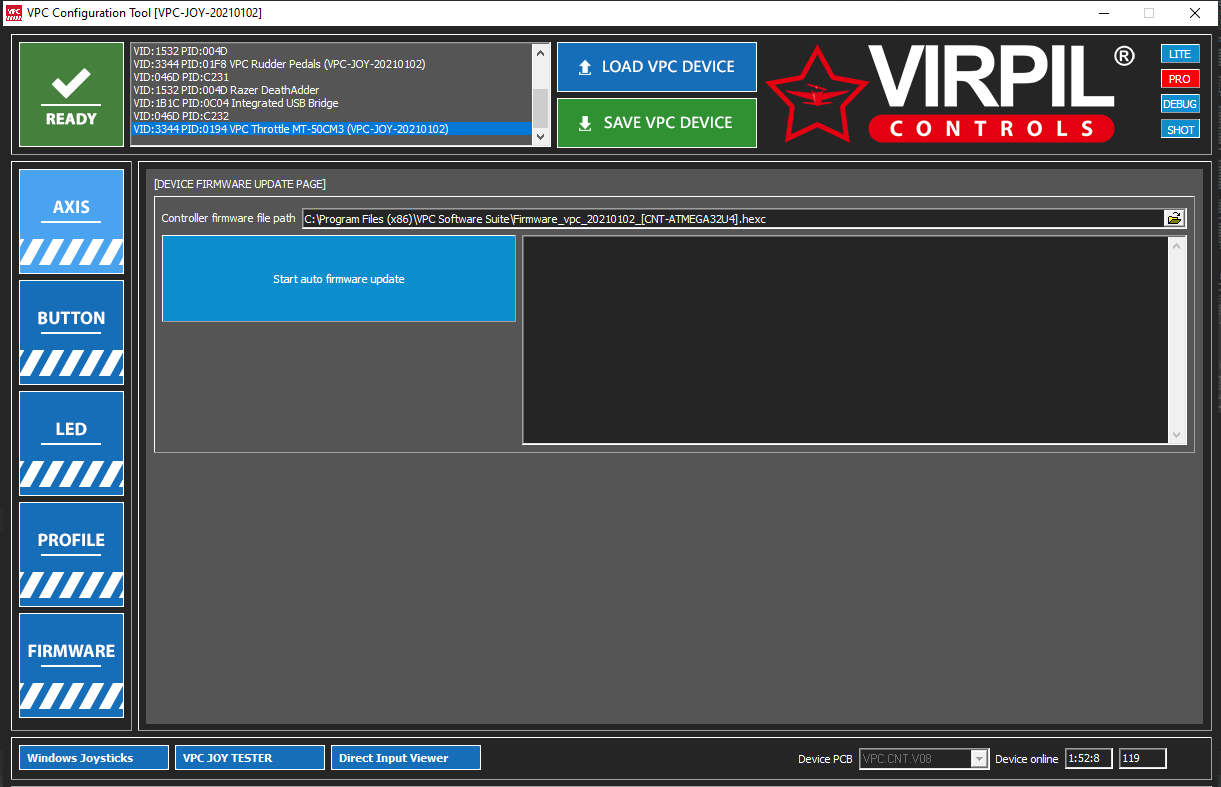 VPC Configuration Tool [VPC-JOY-20210102]
READY
VID:1532 PID:004D
VID:3344 PID:01F8 VPC Rudder Pedals (VPC-JOY-20210102)
VID:046D PID:C231
VID:1532 PID:004D Razer DeathAdder
VID:1B1C PID:0C04 Integrated USB Bridge
VID:046D PID:C232
VID:3344 PID:0194 VPC Throttle MT-50CM3 (VPC-JOY-20210102)
LOAD VPC DEVICE
SAVE VPC DEVICE
VIRPIL®
CONTROLS
LITE
PRO
DEBUG
SHOT
AXIS
BUTTON
LED
PROFILE
FIRMWARE
[DEVICE FIRMWARE UPDATE PAGE]
Controller firmware file path C:\Program Files (x86)\VPC Software Suite\Firmware_vpc_20210102_[CNT-ATMEGA32U4].hexc
Start auto firmware update
Windows Joysticks
VPC JOY TESTER
Direct Input Viewer
Device PCB VPC.CNT.V08 Device online 1:52:8 119